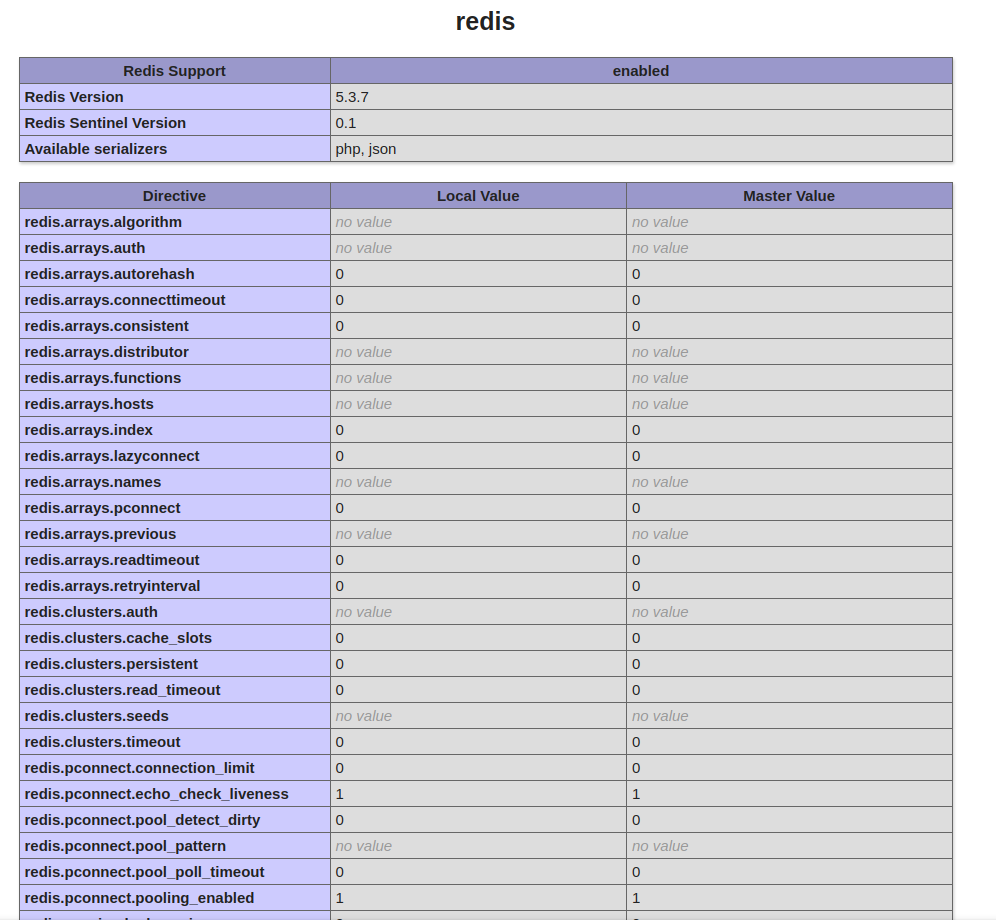 redis
Redis Support enabled
Redis Version 5.3.7
Redis Sentinel Version 0.1
Available serializers php, json
Directive Local Value Master Value
redis.arrays.algorithm no value no value
redis.arrays.auth no value no value
redis.arrays.autorehash 0 0
redis.arrays.connecttimeout 0 0
redis.arrays.consistent 0 0
redis.arrays.distributor no value no value
redis.arrays.functions no value no value
redis.arrays.hosts no value no value
redis.arrays.index 0 0
redis.arrays.lazyconnect 0 0
redis.arrays.names no value no value
redis.arrays.pconnect 0 0
redis.arrays.previous no value no value
redis.arrays.readtimeout 0 0
redis.arrays.retryinterval 0 0
redis.clusters.auth no value no value
redis.clusters.cache_slots 0 0
redis.clusters.persistent 0 0
redis.clusters.read_timeout 0 0
redis.clusters.seeds no value no value
redis.clusters.timeout 0 0
redis.pconnect.connection_limit 0 0
redis.pconnect.echo_check_liveness 1 1
redis.pconnect.pool_detect_dirty 0 0
redis.pconnect.pool_pattern no value no value
redis.pconnect.pool_poll_timeout 0 0
redis.pconnect.pooling_enabled 1 1